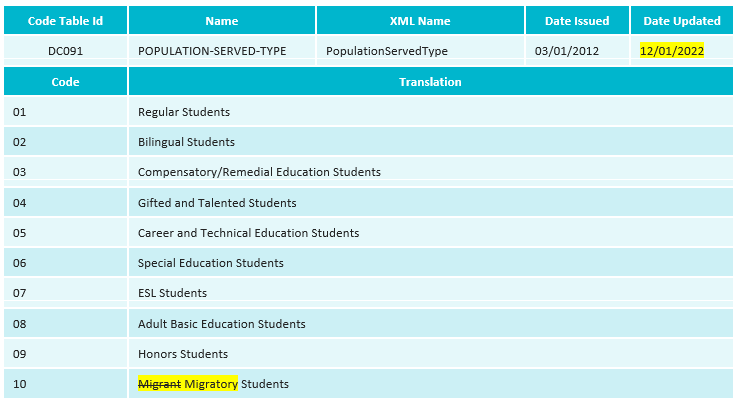 Code Table Id Name XML Name Date Issued Date Updated
DC091 POPULATION-SERVED-TYPE PopulationServedType 03/01/2012 12/01/2022
Code Translation
01 Regular Students
02 Bilingual Students
03 Compensatory/Remedial Education Students
04 Gifted and Talented Students
05 Career and Technical Education Students
06 Special Education Students
07 ESL Students
08 Adult Basic Education Students
09 Honors Students
10 Migrant Migratory Students